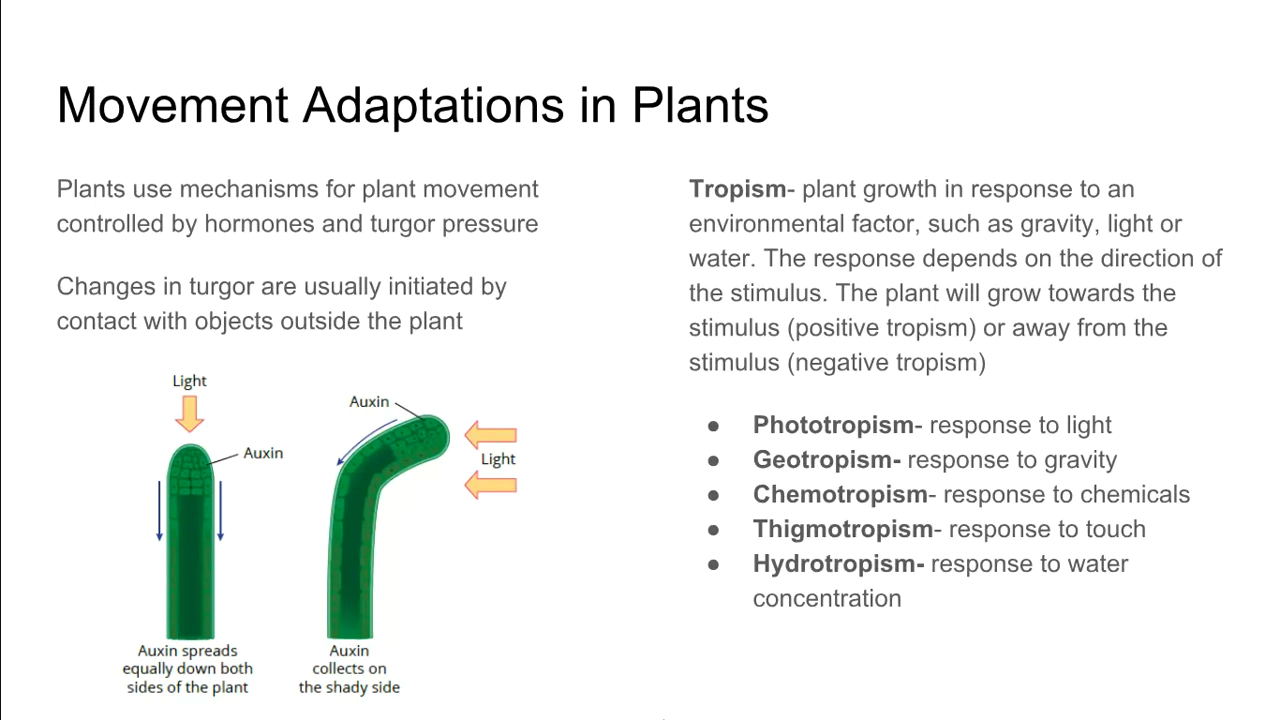 Movement Adaptations in Plants
Plants use mechanisms for plant movement
controlled by hormones and turgor pressure
Changes in turgor are usually initiated by
contact with objects outside the plant
Light
Auxin
Auxin spreads
equally down both
sides of the plant
Auxin
Light
Auxin
collects on
the shady side
Tropism- plant growth in response to an
environmental factor, such as gravity, light or
water. The response depends on the direction of
the stimulus. The plant will grow towards the
stimulus (positive tropism) or away from the
stimulus (negative tropism)
● Phototropism- response to light
● Geotropism- response to gravity
● Chemotropism- response to chemicals
● Thigmotropism- response to touch
● Hydrotropism- response to water
concentration